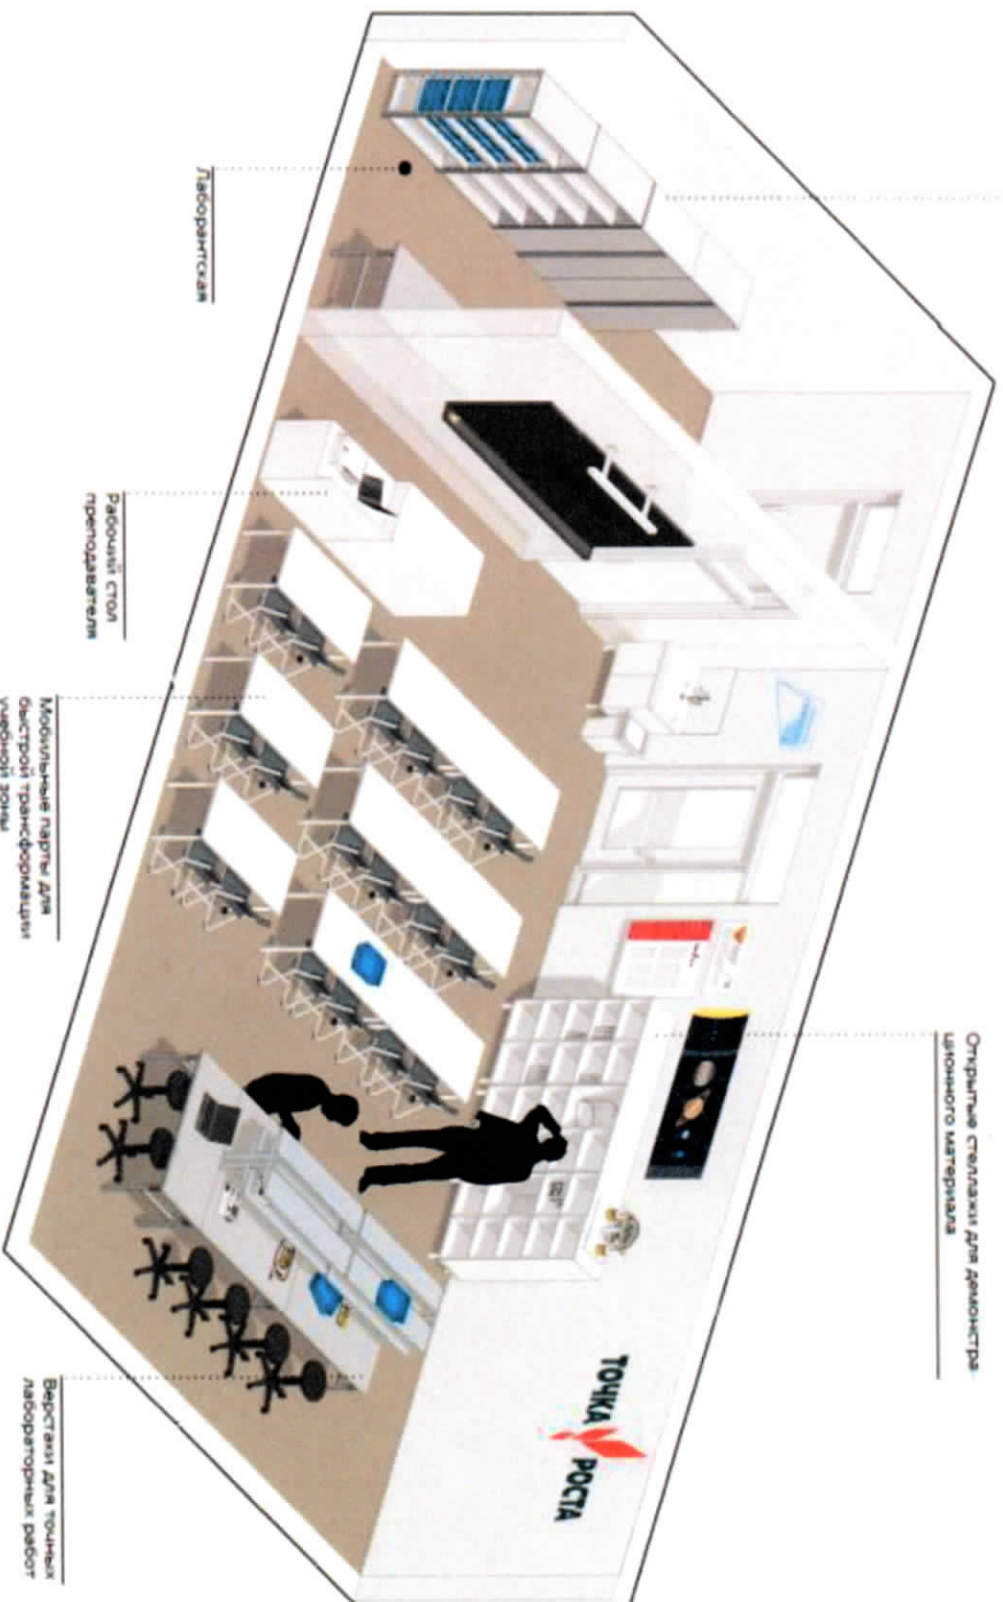 Открытые стеллажи для демонстра-
ционного материала
Лаборантская
Рабочий стол
преподавателя
Мобильные парты для
быстрой трансформации
учебной зоны
ТОЧКА РОСТА
Верстаки для точных
лабораторных работ